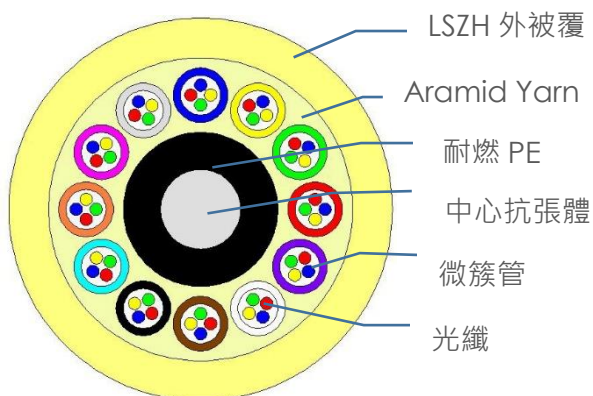 LSZH 外被覆
Aramid Yarn
耐燃 PE
中心抗張體
微簇管
光纖